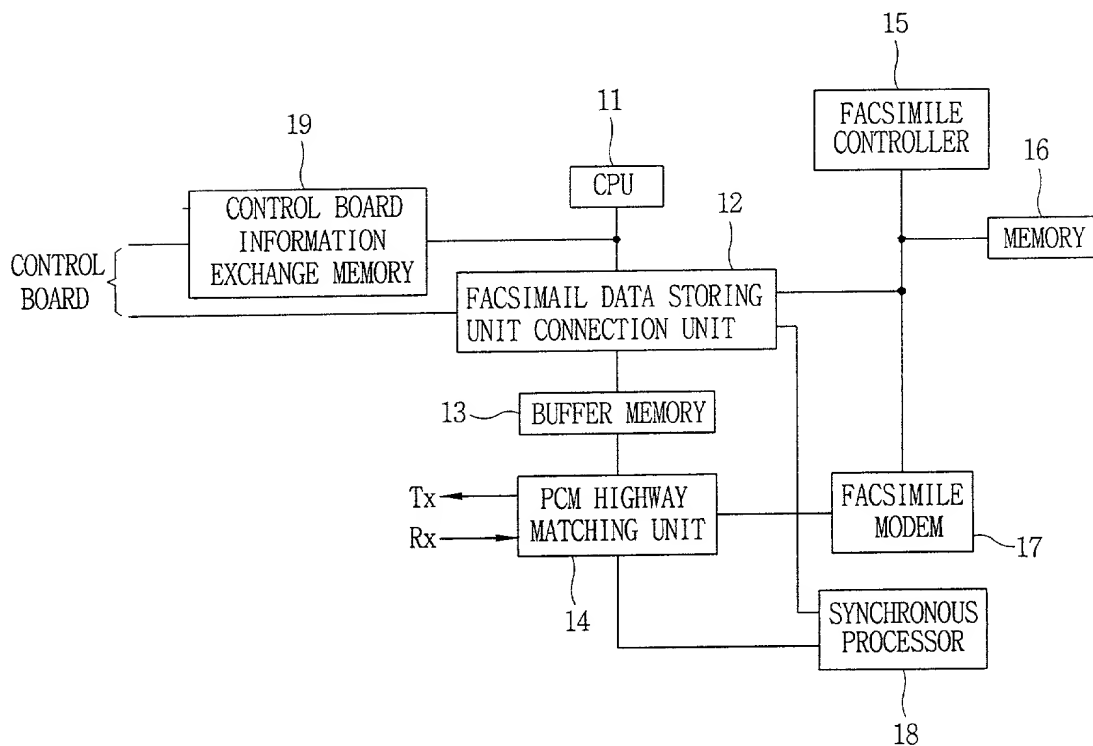 15
FACSIMILE
CONTROLLER
11
CPU
19
CONTROL BOARD
INFORMATION
EXCHANGE MEMORY
16
MEMORY
12
CONTROL
BOARD
FACSIMAIL DATA STORING
UNIT CONNECTION UNIT
13
BUFFER MEMORY
Tx
Rx
PCM HIGHWAY
MATCHING UNIT
14
FACSIMILE
MODEM
17
SYNCHRONOUS
PROCESSOR
18